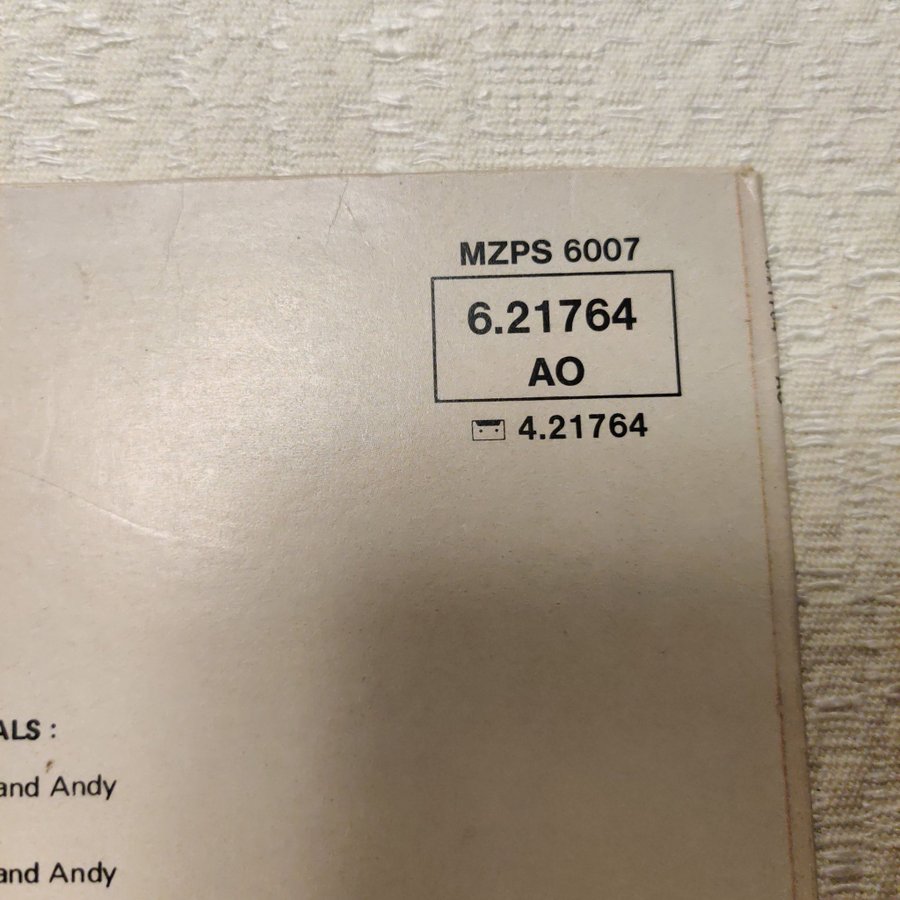 MZPS 6007
6.21764
AO
4.21764
ALS :
and Andy
and Andy